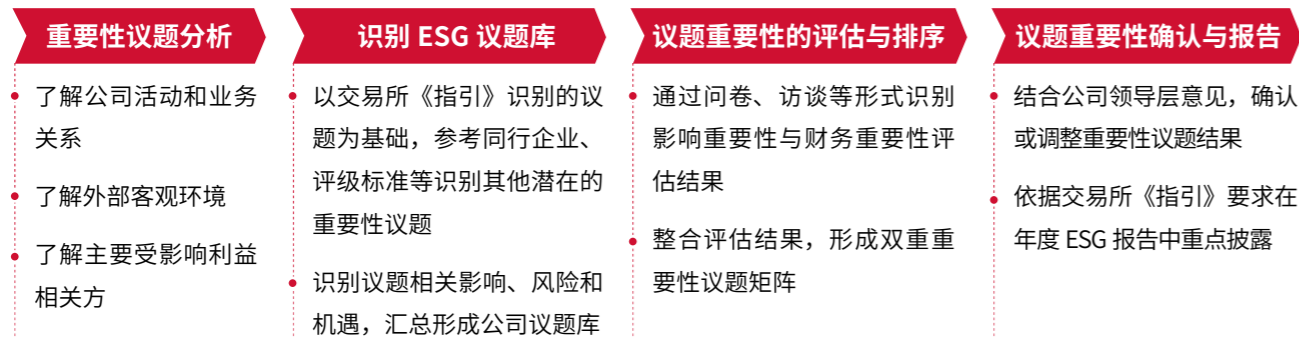 重要性议题分析
了解公司活动和业务
关系
了解外部客观环境
了解主要受影响利益
相关方
识别 ESG 议题库
以交易所《指引》识别的议
题为基础，参考同行企业、
评级标准等识别其他潜在的
重要性议题
识别议题相关影响、风险和
机遇，汇总形成公司议题库
议题重要性的评估与排序
通过问卷、访谈等形式识别
影响重要性与财务重要性评
估结果
整合评估结果，形成双重重
要性议题矩阵
议题重要性确认与报告
结合公司领导层意见，确认
或调整重要性议题结果
依据交易所《指引》要求在
年度 ESG 报告中重点披露